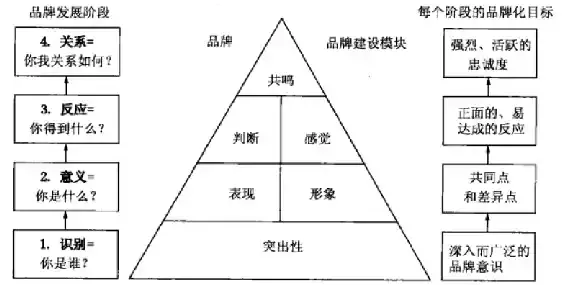 品牌发展阶段
4. 关系=
你我关系如何？
3. 反应=
你得到什么？
2. 意义=
你是什么？
1. 识别=
你是谁？
品牌
品牌建设模块
共鸣
判断
感觉
表现
形象
突出性
每个阶段的品牌化目标
强烈、活跃的
忠诚度
正面的、易
达成的反应
共同点
和差异点
深入而广泛的
品牌意识